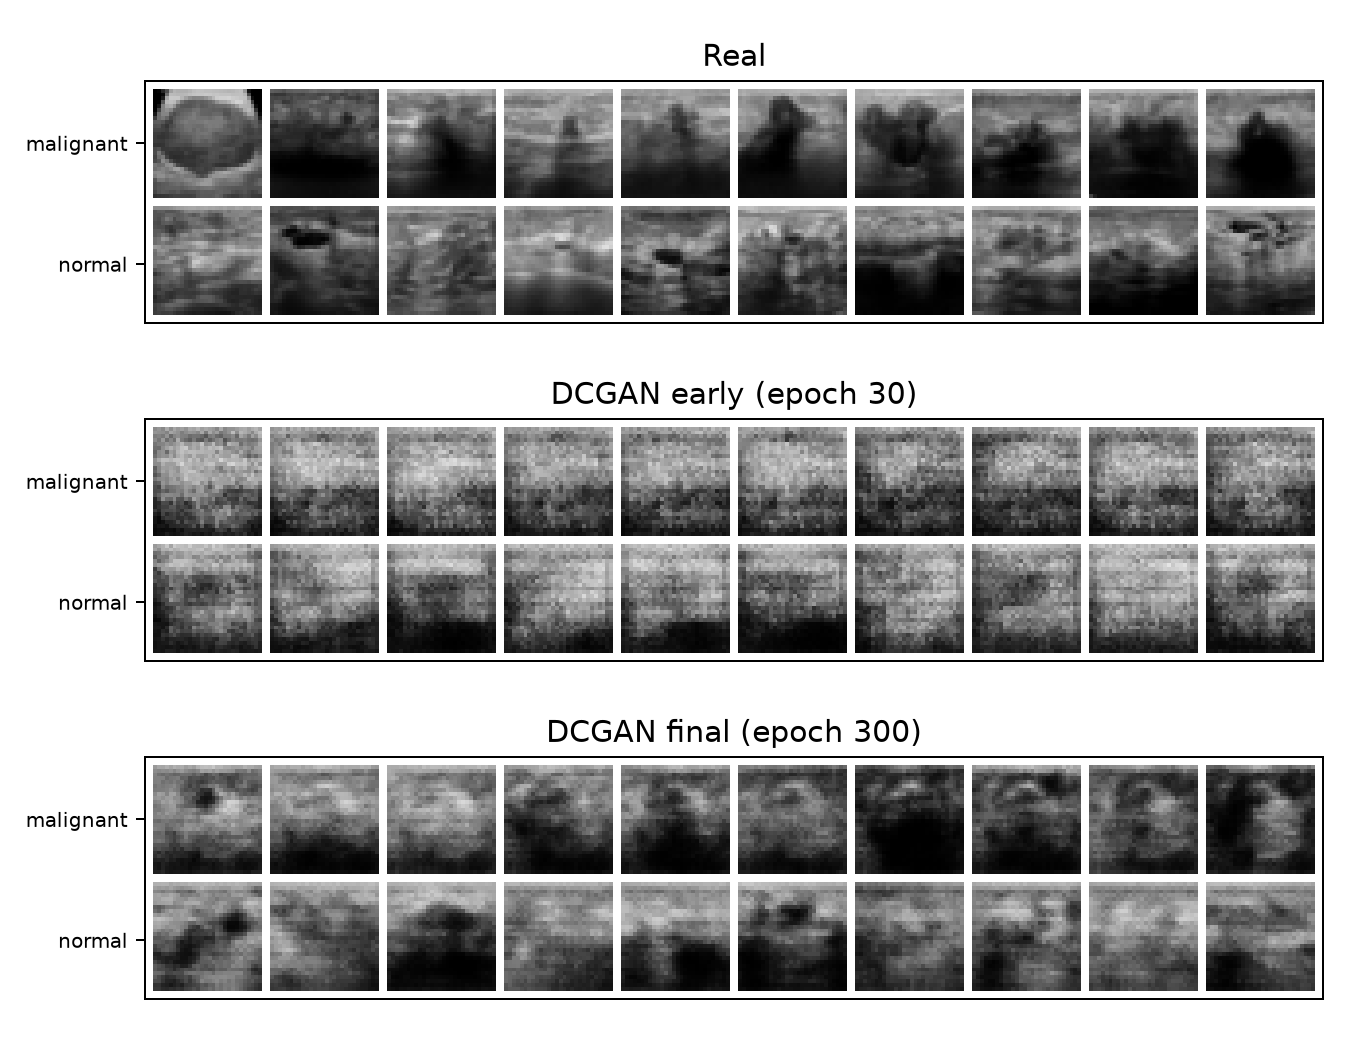 Real
malignant
normal
DCGAN early (epoch 30)
malignant
normal
DCGAN final (epoch 300)
malignant
normal